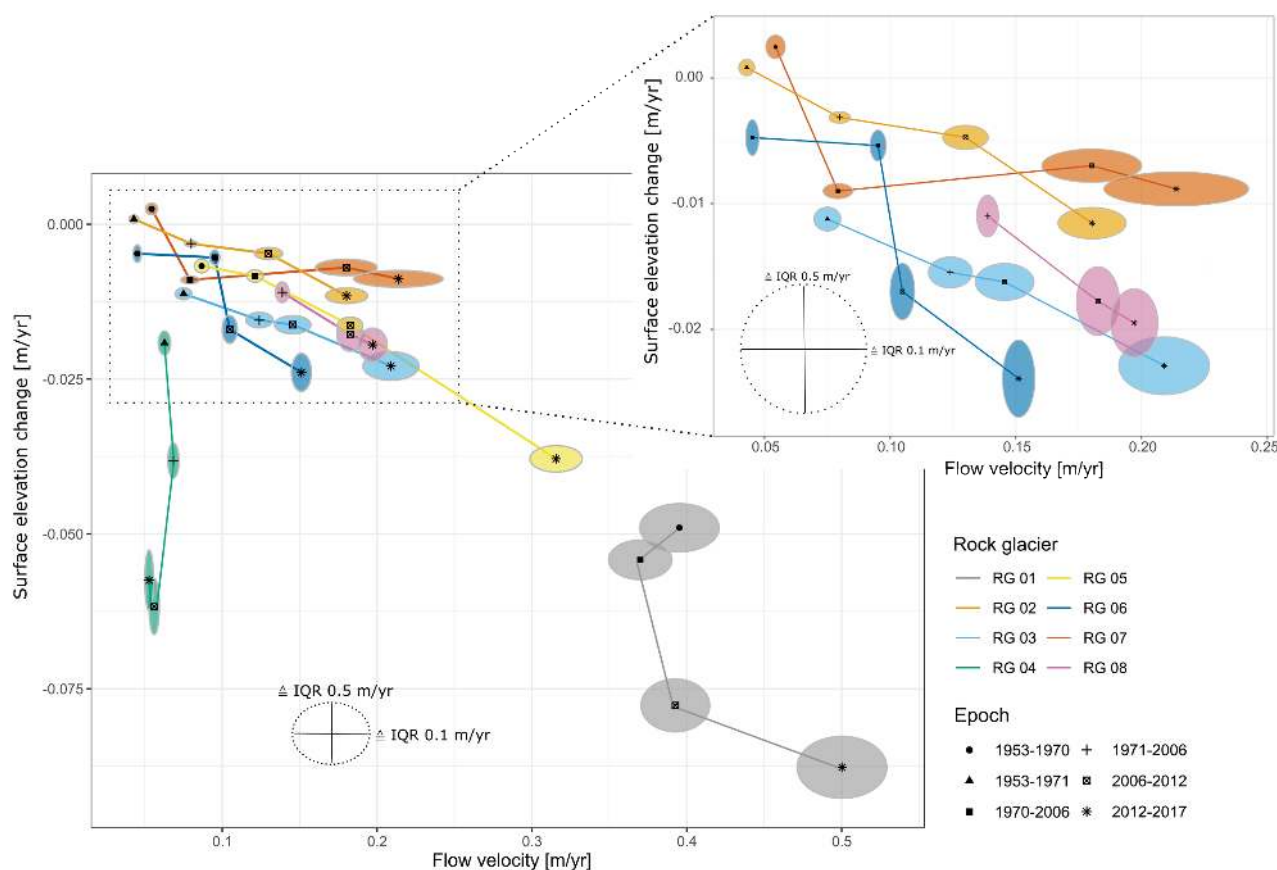 Surface elevation change [m/yr]
0.00
-0.01
-0.02
≙ IQR 0.5 m/yr
≙ IQR 0.1 m/yr
0.05
0.10
0.15
0.20
0.25
Flow velocity [m/yr]
Surface elevation change [m/yr]
0.000
-0.025
-0.050
-0.075
≙ IQR 0.5 m/yr
≙ IQR 0.1 m/yr
0.1
0.2
0.3
0.4
0.5
Flow velocity [m/yr]
Rock glacier
RG 01 RG 05
RG 02 RG 06
RG 03 RG 07
RG 04 RG 08
Epoch
1953-1970 1971-2006
1953-1971 2006-2012
1970-2006 2012-2017